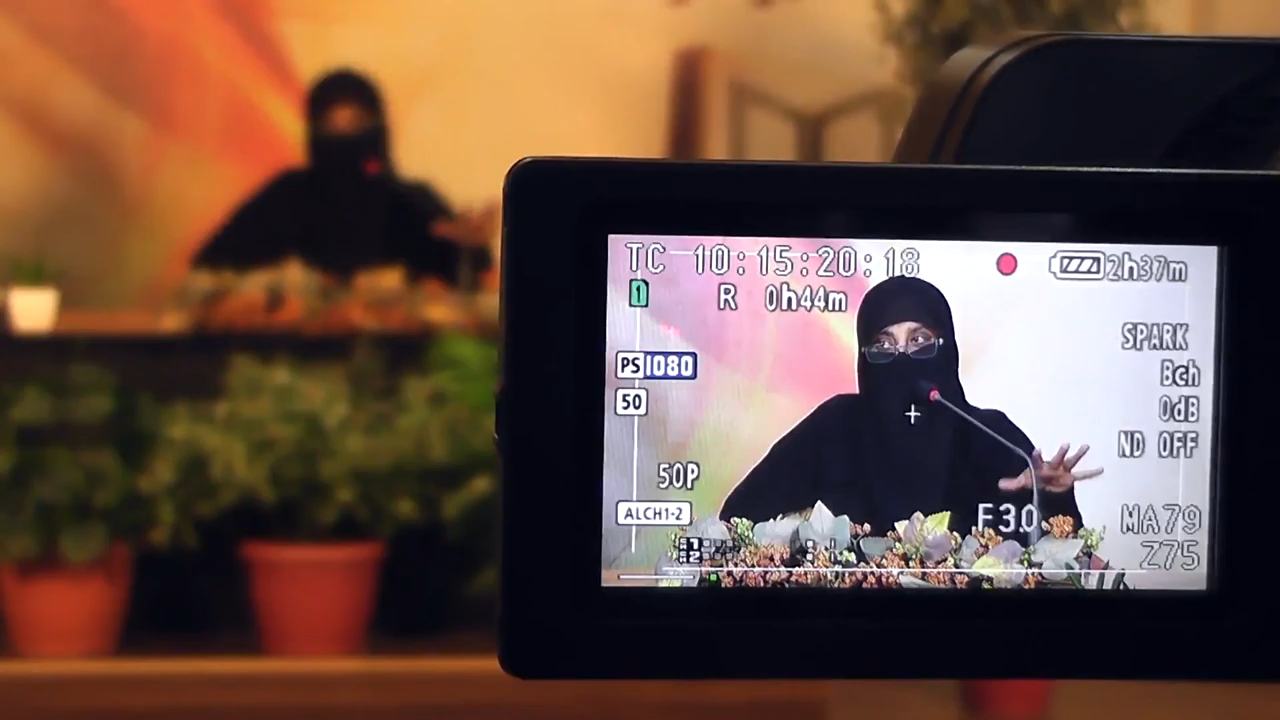 TC 10:15:20:18 2h37m
1 R 0h44m
SPARK
PS 1080
8ch
50
0dB
ND OFF
50P
ALCH1-2
F3.0
MA79
Z75